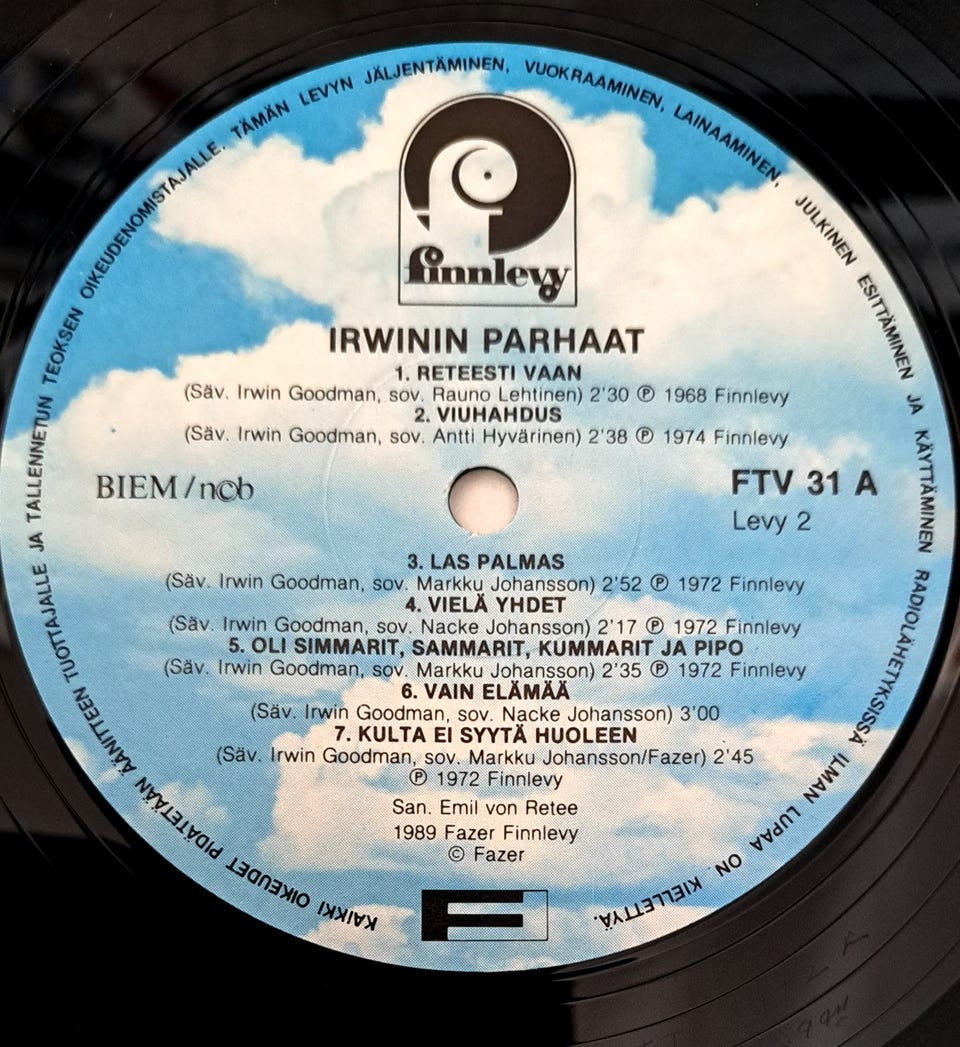 KAIKKI OIKEUDET PIDÄTETÄÄN ÄÄNITTEEN TUOTTAJALLE JA TALLENNETUN TEOKSEN OIKEUDENOMISTAJALLE. TÄMÄN LEVYN JÄLJENTÄMINEN, VUOKRAAMINEN, LAINAAMINEN, JULKINEN ESITTÄMINEN JA KÄYTTÄMINEN RADIOLÄHETYKSISSÄ ILMAN LUPAA ON KIELLETTYÄ.
finnlevy
IRWININ PARHAAT
1. RETEESTI VAAN
(Säv. Irwin Goodman, sov. Rauno Lehtinen) 2'30 ℗ 1968 Finnlevy
2. VIUHAHDUS
(Säv. Irwin Goodman, sov. Antti Hyvärinen) 2'38 ℗ 1974 Finnlevy
BIEM/n©b
FTV 31 A
Levy 2
3. LAS PALMAS
(Säv. Irwin Goodman, sov. Markku Johansson) 2'52 ℗ 1972 Finnlevy
4. VIELÄ YHDET
(Säv. Irwin Goodman, sov. Nacke Johansson) 2'17 ℗ 1972 Finnlevy
5. OLI SIMMARIT, SAMMARIT, KUMMARIT JA PIPO
(Säv. Irwin Goodman, sov. Markku Johansson) 2'35 ℗ 1972 Finnlevy
6. VAIN ELÄMÄÄ
(Säv. Irwin Goodman, sov. Nacke Johansson) 3'00
7. KULTA EI SYYTÄ HUOLEEN
(Säv. Irwin Goodman, sov. Markku Johansson/Fazer) 2'45
℗ 1972 Finnlevy
San. Emil von Retee
1989 Fazer Finnlevy
© Fazer
F